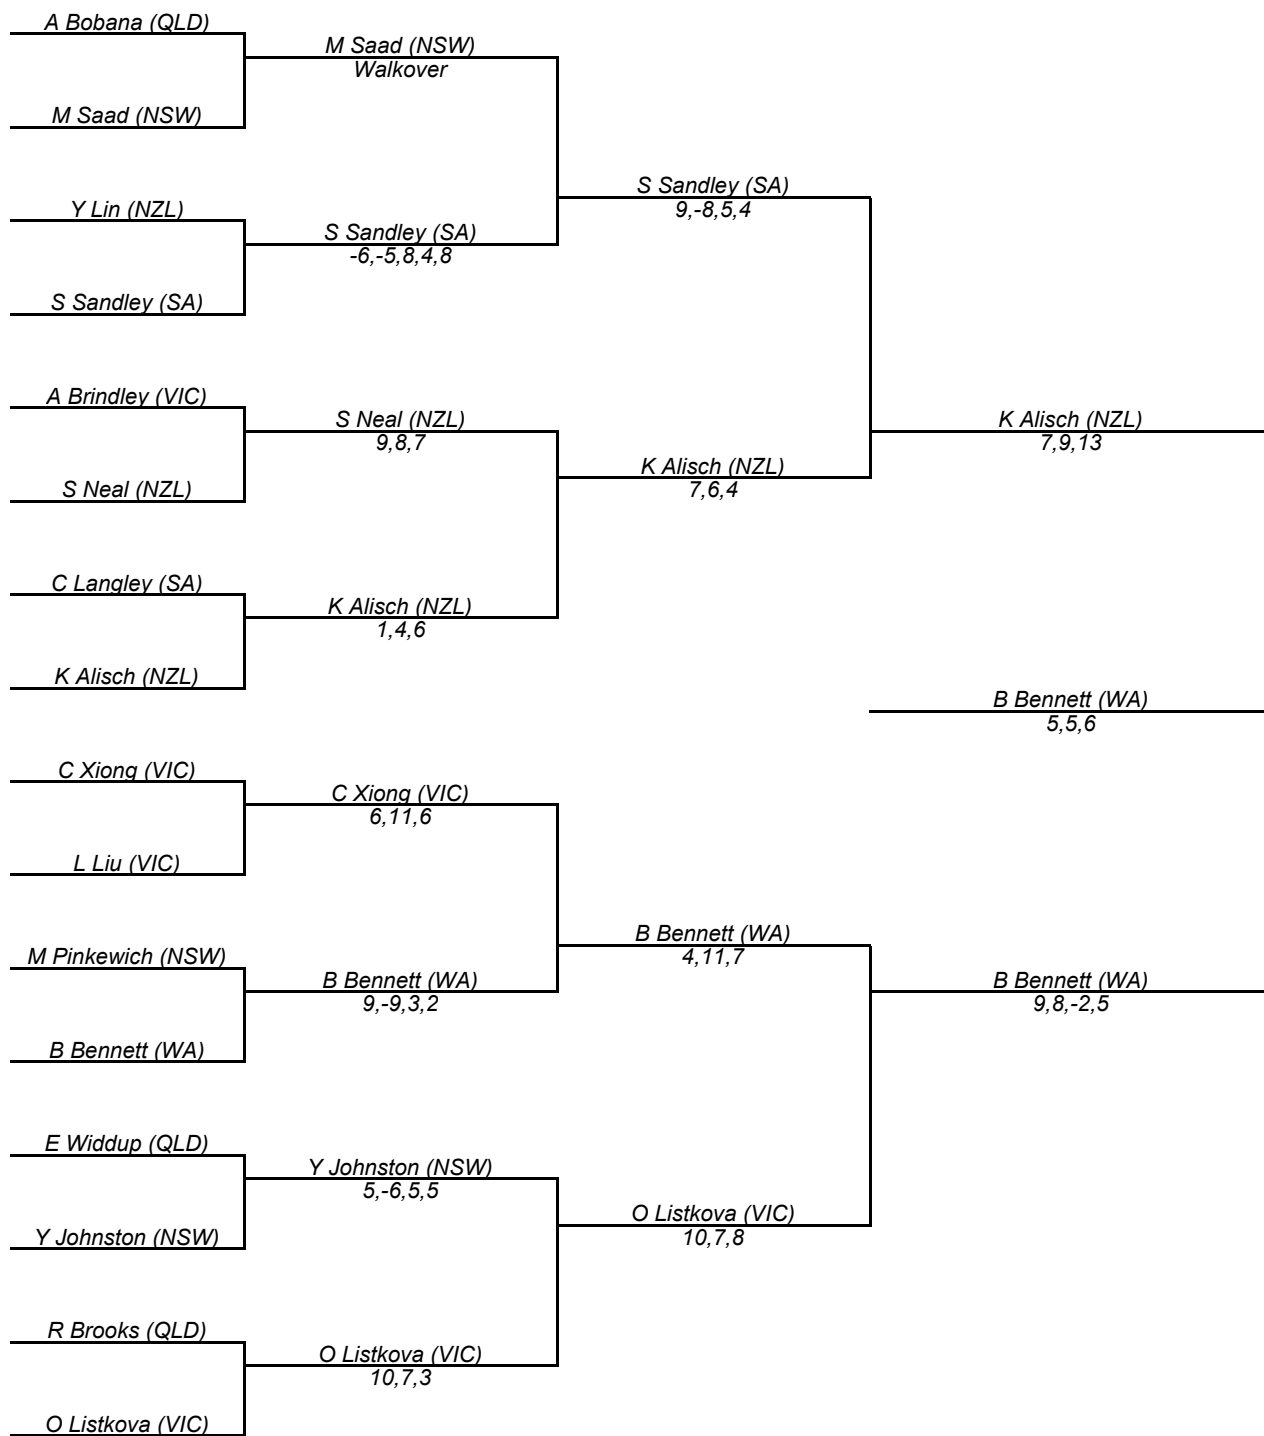 A Bobana (QLD)
M Saad (NSW)
Walkover
M Saad (NSW)
S Sandley (SA)
9,-8,5,4
Y Lin (NZL)
S Sandley (SA)
-6,-5,8,4,8
S Sandley (SA)
A Brindley (VIC)
S Neal (NZL)
9,8,7
K Alisch (NZL)
7,9,13
K Alisch (NZL)
7,6,4
S Neal (NZL)
C Langley (SA)
K Alisch (NZL)
1,4,6
K Alisch (NZL)
B Bennett (WA)
5,5,6
C Xiong (VIC)
C Xiong (VIC)
6,11,6
L Liu (VIC)
B Bennett (WA)
4,11,7
M Pinkewich (NSW)
B Bennett (WA)
9,-9,3,2
B Bennett (WA)
9,8,-2,5
B Bennett (WA)
E Widdup (QLD)
Y Johnston (NSW)
5,-6,5,5
O Listkova (VIC)
10,7,8
Y Johnston (NSW)
R Brooks (QLD)
O Listkova (VIC)
10,7,3
O Listkova (VIC)